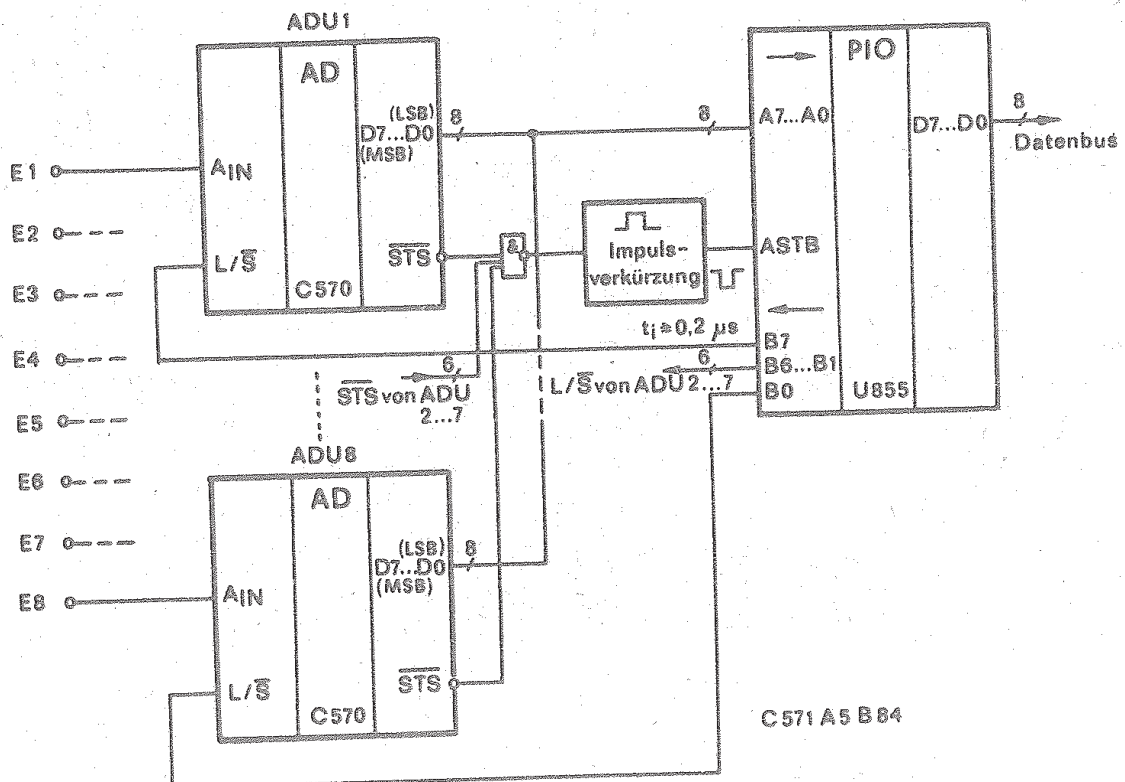 ADU1
AD
(LSB)
D7...D0
(MSB)
8
AIN
L/S̅
C570
S̅T̅S̅
E1
E2
E3
E4
E5
E6
E7
E8
&
Impuls-
verkürzung
8
PIO
A7...A0
D7...D0
8
Datenbus
ASTB
tᵢ ≈ 0,2 µs
B7
B6...B1
B0
U855
6
L/S̅ von ADU 2...7
6
S̅T̅S̅ von ADU
2...7
ADU8
AD
(LSB)
D7...D0
(MSB)
8
AIN
L/S̅
C570
S̅T̅S̅
C571 A5 B84